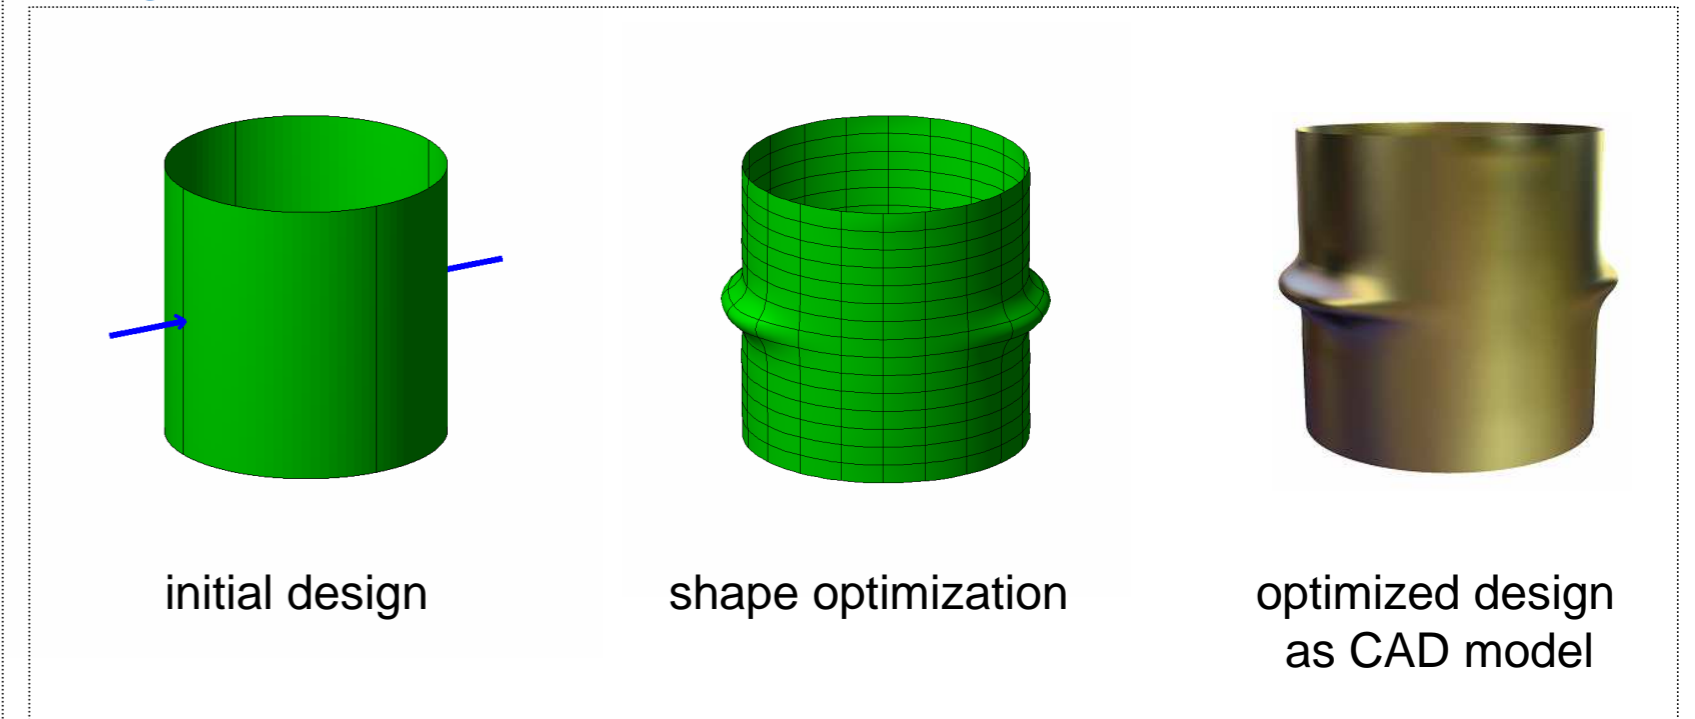 initial design
shape optimization
optimized design
as CAD model